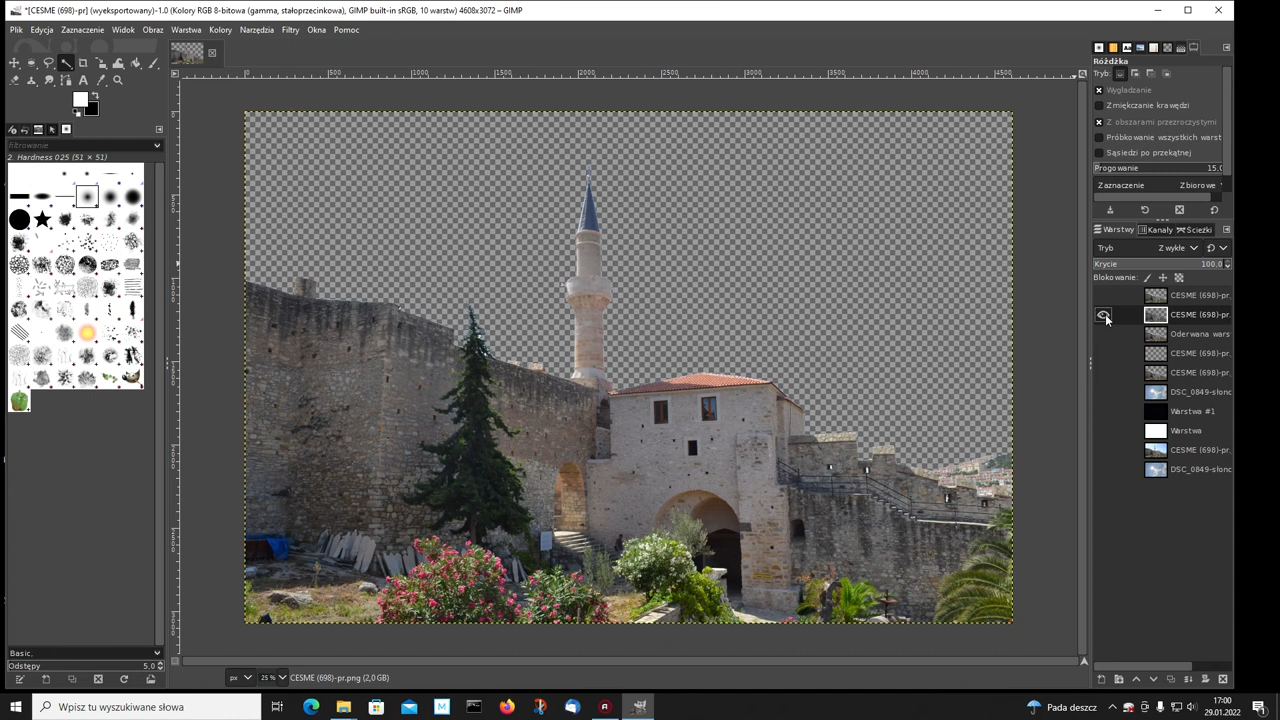 *[CESME (698)-pr] (wyeksportowany)-1.0 (Kolory RGB 8-bitowa (gamma, stałoprzecinkowa), GIMP built-in sRGB, 10 warstw) 4608x3072 – GIMP
Plik Edycja Zaznaczenie Widok Obraz Warstwa Kolory Narzędzia Filtry Okna Pomoc
0 500 1000 1500 2000 2500 3000 3500 4000 4500
filtrowanie
2. Hardness 025 (51 × 51)
Basic,
Odstępy 5,0
px 25 % CESME (698)-pr.png (2,0 GB)
Różdżka
Tryb:
Wygładzanie
Zmiękczanie krawędzi
Z obszarami przezroczystymi
Próbkowanie wszystkich warst
Sąsiedzi po przekątnej
Progowanie 15,
Zaznaczenie Zbiorowe
Warstwy Kanały Ścieżki
Tryb Zwykłe
Krycie 100,0
Blokowanie:
CESME (698)-pr.
CESME (698)-pr.
Oderwana wars
CESME (698)-pr.
CESME (698)-pr.
DSC_0849-słonc
Warstwa #1
Warstwa
CESME (698)-pr.
DSC_0849-słonc
Wpisz tu wyszukiwane słowa
M
Pada deszcz
17:00
29.01.2022